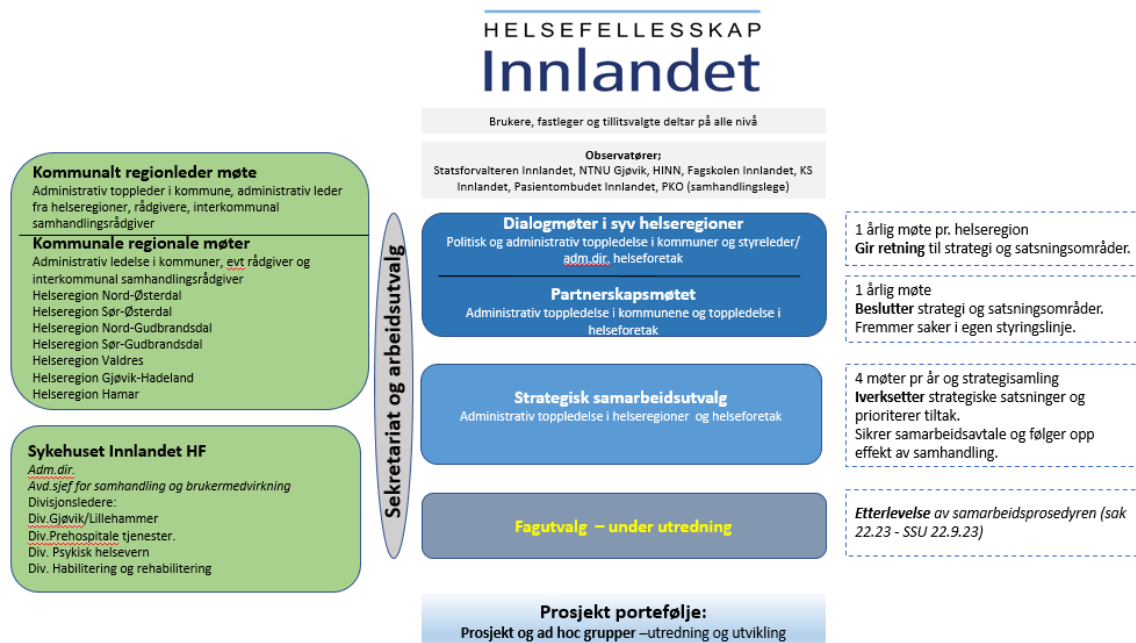 HELSEFELLESSKAP
Innlandet
Brukere, fastleger og tillitsvalgte deltar på alle nivå
Observatører;
Statsforvalteren Innlandet, NTNU Gjøvik, HINN, Fagskolen Innlandet, KS
Innlandet, Pasientombudet Innlandet, PKO (samhandlingslege)
Kommunalt regionleder møte
Administrativ toppleder i kommune, administrativ leder
fra helseregioner, rådgivere, interkommunal
samhandlingsrådgiver
Kommunale regionale møter
Administrativ ledelse i kommuner, evt rådgiver og
interkommunal samhandlingsrådgiver
Helseregion Nord-Østerdal
Helseregion Sør-Østerdal
Helseregion Nord-Gudbrandsdal
Helseregion Sør-Gudbrandsdal
Helseregion Valdres
Helseregion Gjøvik-Hadeland
Helseregion Hamar
Sykehuset Innlandet HF
Adm.dir.
Avd.sjef for samhandling og brukermedvirkning
Divisjonsledere:
Div.Gjøvik/Lillehammer
Div.Prehospitale tjenester.
Div. Psykisk helsevern
Div. Habilitering og rehabilitering
Sekretariat og arbeidsutvalg
Dialogmøter i syv helseregioner
Politisk og administrativ toppledelse i kommuner og styreleder/
adm.dir. helseforetak
Partnerskapsmøtet
Administrativ toppledelse i kommunene og toppledelse i
helseforetak
Strategisk samarbeidsutvalg
Administrativ toppledelse i helseregioner og helseforetak
Fagutvalg – under utredning
Prosjekt portefølje:
Prosjekt og ad hoc grupper –utredning og utvikling
1 årlig møte pr. helseregion
Gir retning til strategi og satsningsområder.
1 årlig møte
Beslutter strategi og satsningsområder.
Fremmer saker i egen styringslinje.
4 møter pr år og strategisamling
Iverksetter strategiske satsninger og
prioriterer tiltak.
Sikrer samarbeidsavtale og følger opp
effekt av samhandling.
Etterlevelse av samarbeidsprosedyren (sak
22.23 - SSU 22.9.23)